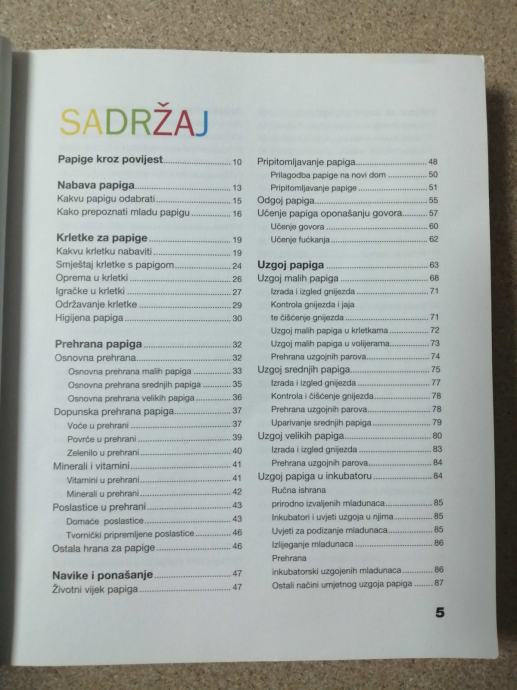 SADRŽAJ
Papige kroz povijest 10
Nabava papiga 13
Kakvu papigu odabrati 15
Kako prepoznati mladu papigu 16
Krletke za papige 19
Kakvu krletku nabaviti 19
Smještaj krletke s papigom 24
Oprema u krletki 26
Igračke u krletki 27
Održavanje krletke 29
Higijena papiga 30
Prehrana papiga 32
Osnovna prehrana 32
Osnovna prehrana malih papiga 33
Osnovna prehrana srednjih papiga 35
Osnovna prehrana velikih papiga 36
Dopunska prehrana papiga 37
Voće u prehrani 37
Povrće u prehrani 39
Zelenilo u prehrani 40
Minerali i vitamini 41
Vitamini u prehrani 41
Minerali u prehrani 42
Poslastice u prehrani 43
Domaće poslastice 43
Tvornički pripremljene poslastice 46
Ostala hrana za papige 46
Navike i ponašanje 47
Životni vijek papiga 47
Pripitomljavanje papiga 48
Prilagodba papige na novi dom 50
Pripitomljavanje papige 51
Odgoj papiga 55
Učenje papiga oponašanju govora 57
Učenje govora 60
Učenje fućkanja 62
Uzgoj papiga 63
Uzgoj malih papiga 68
Izrada i izgled gnijezda 71
Kontrola gnijezda i jaja
te čišćenje gnijezda 71
Uzgoj malih papiga u krletkama 72
Uzgoj malih papiga u volijerama 73
Prehrana uzgojnih parova 74
Uzgoj srednjih papiga 75
Izrada i izgled gnijezda 77
Kontrola i čišćenje gnijezda 78
Prehrana uzgojnih parova 78
Uparivanje srednjih papiga 79
Uzgoj velikih papiga 80
Izrada i izgled gnijezda 83
Prehrana uzgojnih parova 84
Uzgoj papiga u inkubatoru 84
Ručna ishrana
prirodno izvaljenih mladunaca 85
Inkubatori i uvjeti uzgoja u njima 85
Uvjeti za podizanje mladunaca 85
Izlijeganje mladunaca 86
Prehrana
inkubatorski uzgojenih mladunaca 86
Ostali načini umjetnog uzgoja papiga 87
5